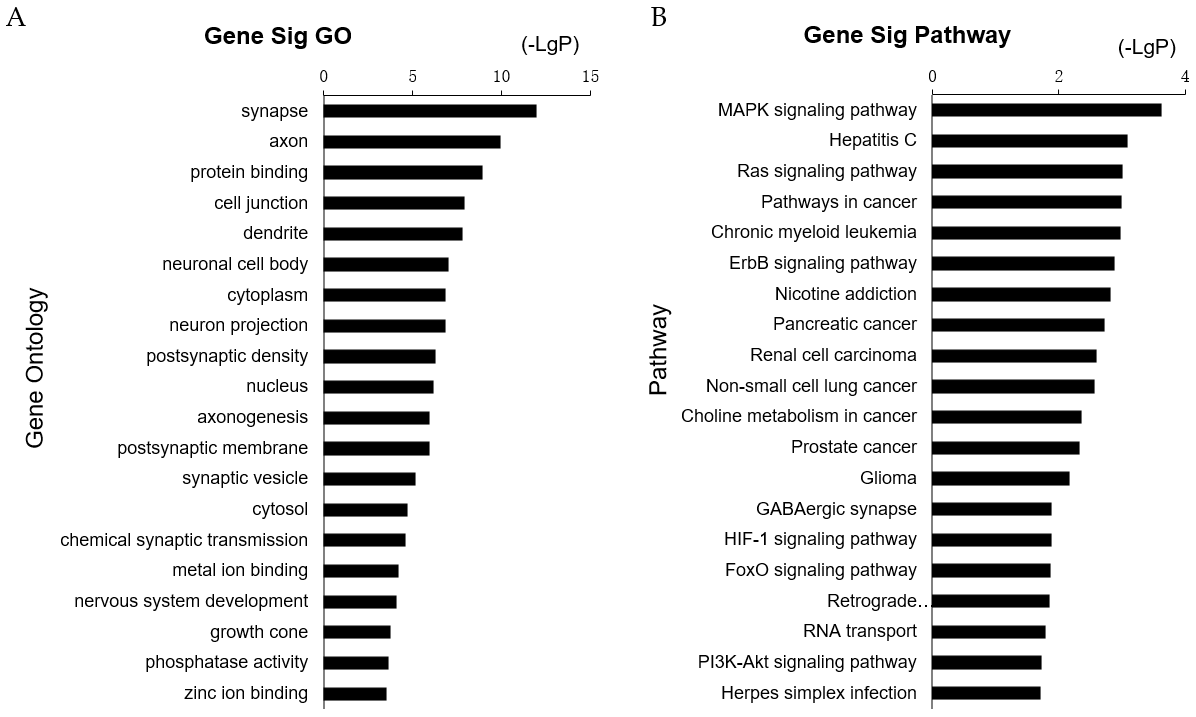 A
Gene Sig GO
(-LgP)
0 5 10 15
synapse
axon
protein binding
cell junction
dendrite
neuronal cell body
cytoplasm
neuron projection
postsynaptic density
nucleus
axonogenesis
postsynaptic membrane
synaptic vesicle
cytosol
chemical synaptic transmission
metal ion binding
nervous system development
growth cone
phosphatase activity
zinc ion binding
Gene Ontology
B
Gene Sig Pathway
(-LgP)
0 2 4
MAPK signaling pathway
Hepatitis C
Ras signaling pathway
Pathways in cancer
Chronic myeloid leukemia
ErbB signaling pathway
Nicotine addiction
Pancreatic cancer
Renal cell carcinoma
Non-small cell lung cancer
Choline metabolism in cancer
Prostate cancer
Glioma
GABAergic synapse
HIF-1 signaling pathway
FoxO signaling pathway
Retrograde…
RNA transport
PI3K-Akt signaling pathway
Herpes simplex infection
Pathway